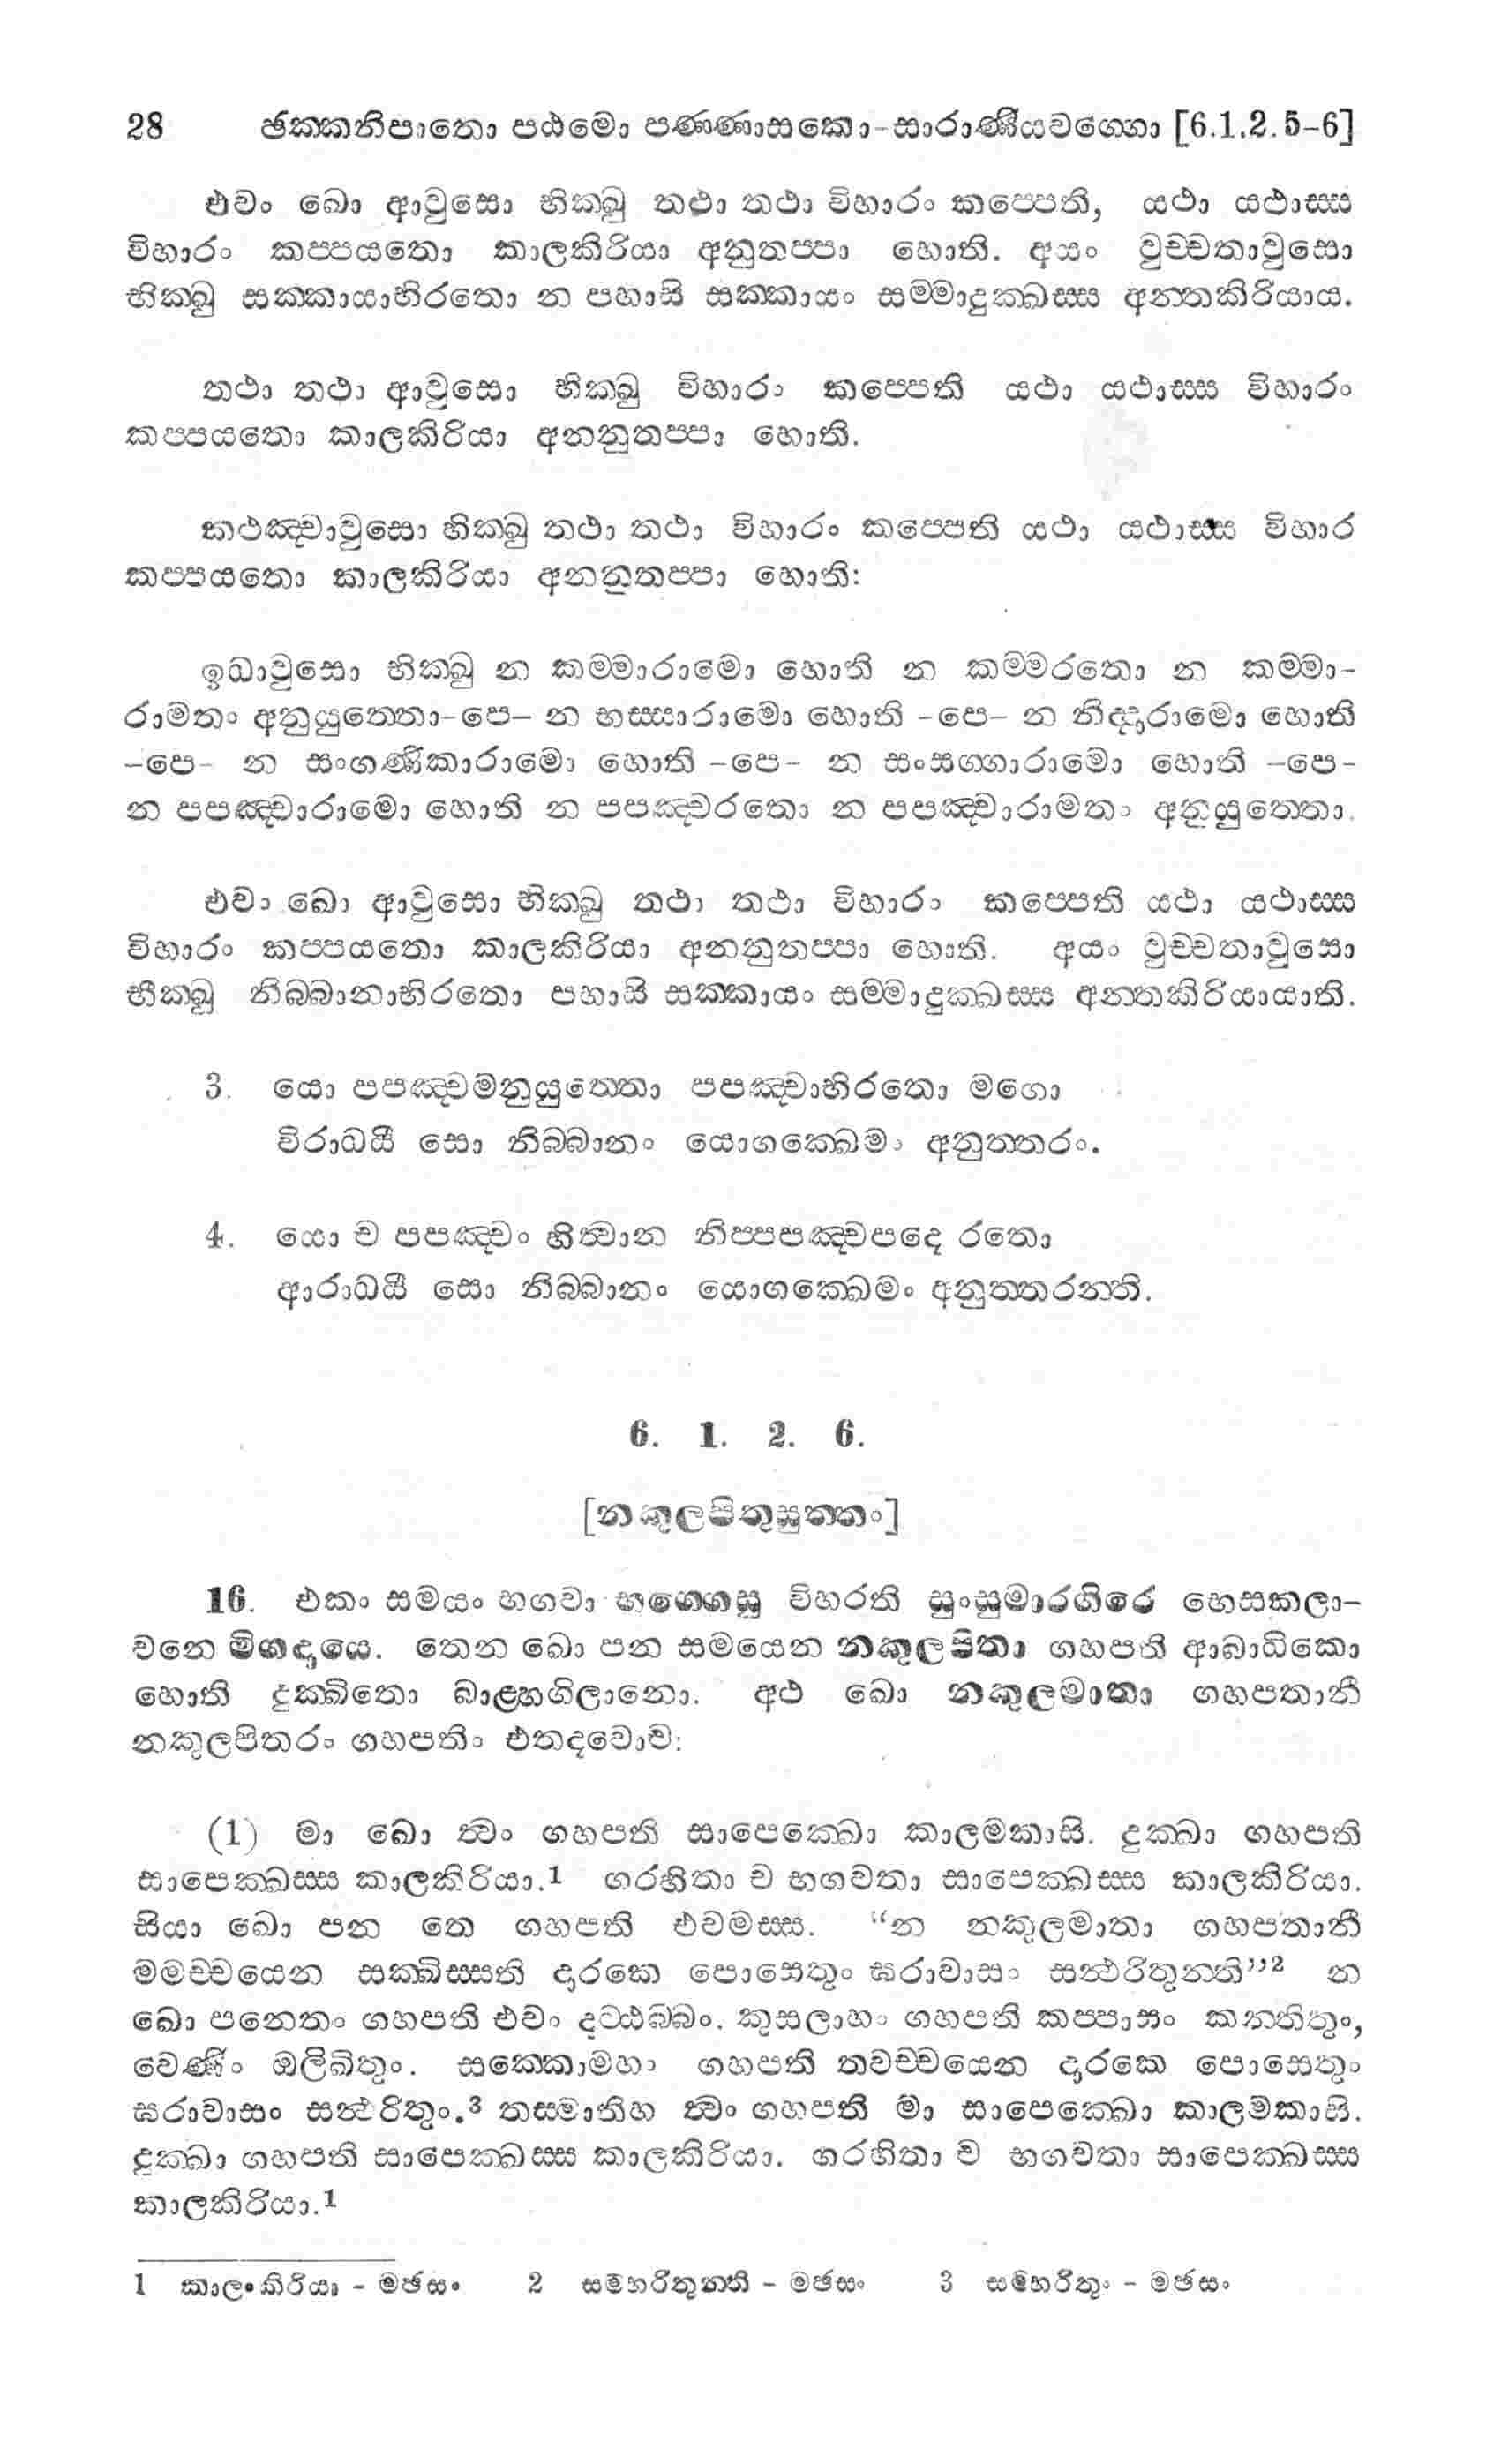 28 ඡක්කනිපාතො පඨමො පණ්ණාසකො-සාරාණීයවග්ගො [6.1.2.5-6]
එවං ඛො ආවුසො භික්ඛු තථා තථා විහාරං කප්පෙති, යථා යථාස්ස
විහාරං කප්පයතො කාලකිරියා අනුතප්පා හොති. අයං වුච්චතාවුසො
භික්ඛු සක්කායාභිරතො න පහාසි සක්කායං සම්මාදුක්ඛස්ස අන්තකිරියාය.
තථා තථා ආවුසො භික්ඛු විහාරං කප්පෙති යථා යථාස්ස විහාරං
කප්පයතො කාලකිරියා අනනුතප්පා හොති.
කථඤ්චාවුසො භික්ඛු තථා තථා විහාරං කප්පෙති යථා යථාස්ස විහාර
කප්පයතො කාලකිරියා අනනුතප්පා හොති:
ඉධාවුසො භික්ඛු න කම්මාරාමො හොති න කම්මරතො න කම්මා-
රාමතං අනුයුත්තො-පෙ- න භස්සාරාමො හොති -පෙ- න නිද්දාරාමො හොති
-පෙ- න සංගණිකාරාමො හොති -පෙ- න සංසග්ගාරාමො හොති -පෙ-
න පපඤ්චාරාමො හොති න පපඤ්චරතො න පපඤ්චාරාමතං අනුයුත්තො.
එවං ඛො ආවුසො භික්ඛු තථා තථා විහාරං කප්පෙති යථා යථාස්ස
විහාරං කප්පයතො කාලකිරියා අනනුතප්පා හොති. අයං වුච්චතාවුසො
භික්ඛු නිබ්බානාභිරතො පහාසි සක්කායං සම්මාදුක්ඛස්ස අන්තකිරියායාති.
3. යො පපඤ්චමනුයුත්තො පපඤ්චාභිරතො මගො
විරාධයී සො නිබ්බානං යොගක්ඛෙමං අනුත්තරං.
4. යො ච පපඤ්චං හිත්වාන නිප්පපඤ්චපදෙ රතො
ආරාධයී සො නිබ්බානං යොගක්ඛෙමං අනුත්තරන්ති.
6. 1. 2. 6.
[නකුලපිතුසුත්තං]
16. එකං සමයං භගවා භග්ගෙසු විහරති සුංසුමාරගිරෙ භෙසකලා-
වනෙ මිගදායෙ. තෙන ඛො පන සමයෙන නකුලපිතා ගහපති ආබාධිකො
හොති දුක්ඛිතො බාළ්හගිලානො. අථ ඛො නකුලමාතා ගහපතානී
නකුලපිතරං ගහපතිං එතදවොච:
(1) මා ඛො ත්වං ගහපති සාපෙක්ඛො කාලමකාසි. දුක්ඛා ගහපති
සාපෙක්ඛස්ස කාලකිරියා.1 ගරහිතා ච භගවතා සාපෙක්ඛස්ස කාලකිරියා.
සියා ඛො පන තෙ ගහපති එවමස්ස. “න නකුලමාතා ගහපතානී
මමච්චයෙන සක්ඛිස්සති දාරකෙ පොසෙතුං ඝරාවාසං සන්ථරිතුන්ති”2 න
ඛො පනෙතං ගහපති එවං දට්ඨබ්බං. කුසලාහං ගහපති කප්පාසං කන්තිතුං,
වෙණිං ඔලිඛිතුං. සක්කොමහං ගහපති තවච්චයෙන දාරකෙ පොසෙතුං
ඝරාවාසං සන්ථරිතුං.3 තස්මාතිහ ත්වං ගහපති මා සාපෙක්ඛො කාලමකාසි.
දුක්ඛා ගහපති සාපෙක්ඛස්ස කාලකිරියා. ගරහිතා ච භගවතා සාපෙක්ඛස්ස
කාලකිරියා.1
1 කාලංකිරියා - මඡසං 2 සම්හරිතුන්ති - මඡසං 3 සම්හරිතුං - මඡසං